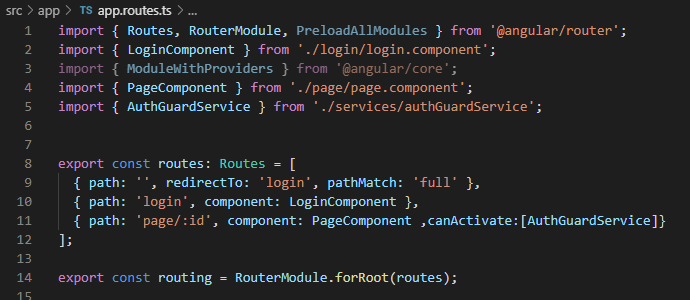 src > app > TS app.routes.ts > ...
1 import { Routes, RouterModule, PreloadAllModules } from '@angular/router';
2 import { LoginComponent } from './login/login.component';
3 import { ModuleWithProviders } from '@angular/core';
4 import { PageComponent } from './page/page.component';
5 import { AuthGuardService } from './services/authGuardService';
6
7
8 export const routes: Routes = [
9   { path: '', redirectTo: 'login', pathMatch: 'full' },
10   { path: 'login', component: LoginComponent },
11   { path: 'page/:id', component: PageComponent ,canActivate:[AuthGuardService]}
12 ];
13
14 export const routing = RouterModule.forRoot(routes);
15